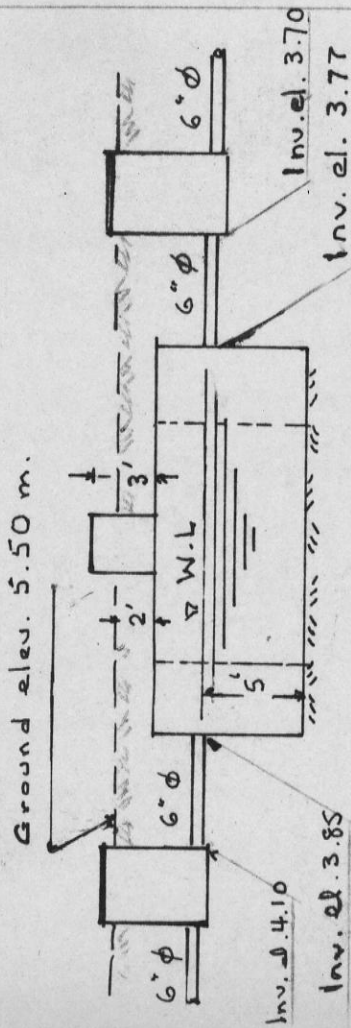 Ground elev. 5.50 m.
2'
3'
6"ϕ
6"ϕ
▽ W.L
6"ϕ
6"ϕ
5'
Inv. el. 4.10
Inv. el. 3.85
Inv. el. 3.70
Inv. el. 3.77